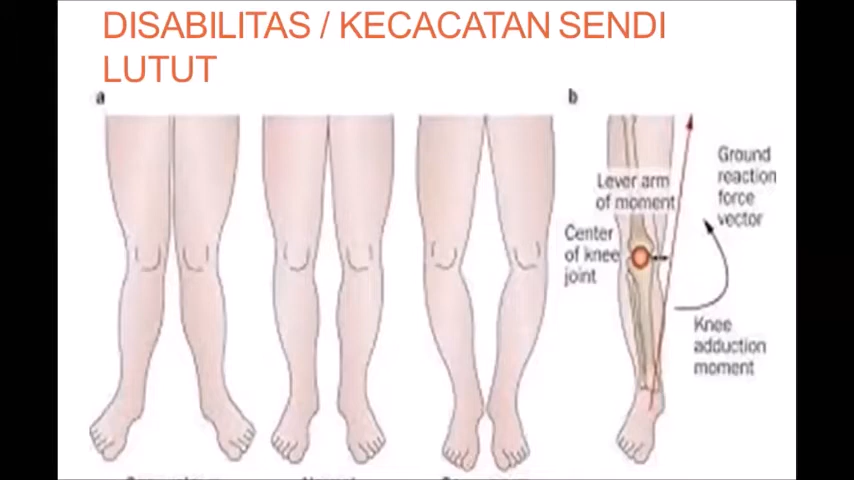 DISABILITAS / KECACATAN SENDI
LUTUT
a
b
Ground
reaction
force
vector
Lever arm
of moment
Center
of knee
joint
Knee
adduction
moment